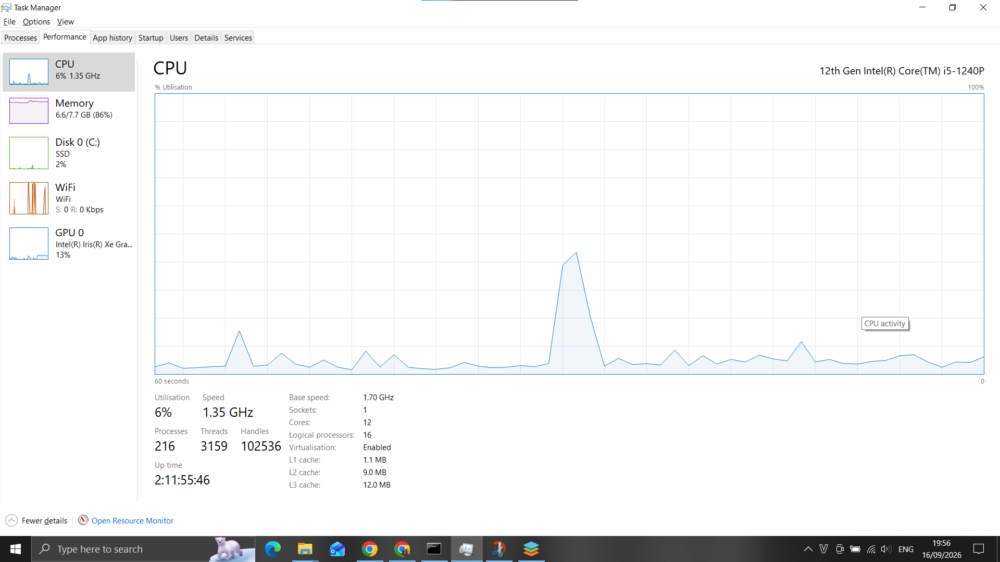 Task Manager
File Options View
Processes Performance App history Startup Users Details Services
CPU
6% 1.35 GHz
Memory
6.6/7.7 GB (86%)
Disk 0 (C:)
SSD
2%
WiFi
WiFi
S: 0 R: 0 Kbps
GPU 0
Intel(R) Iris(R) Xe Gra...
13%
CPU
12th Gen Intel(R) Core(TM) i5-1240P
% Utilisation
100%
CPU activity
60 seconds
0
Utilisation Speed
6% 1.35 GHz
Processes Threads Handles
216 3159 102536
Up time
2:11:55:46
Base speed: 1.70 GHz
Sockets: 1
Cores: 12
Logical processors: 16
Virtualisation: Enabled
L1 cache: 1.1 MB
L2 cache: 9.0 MB
L3 cache: 12.0 MB
Fewer details
Open Resource Monitor
Type here to search
ENG
19:56
16/09/2026